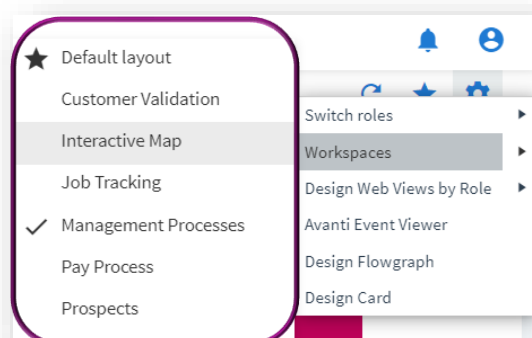 Default layout
Customer Validation
Interactive Map
Job Tracking
Management Processes
Pay Process
Prospects
Switch roles
Workspaces
Design Web Views by Role
Avanti Event Viewer
Design Flowgraph
Design Card